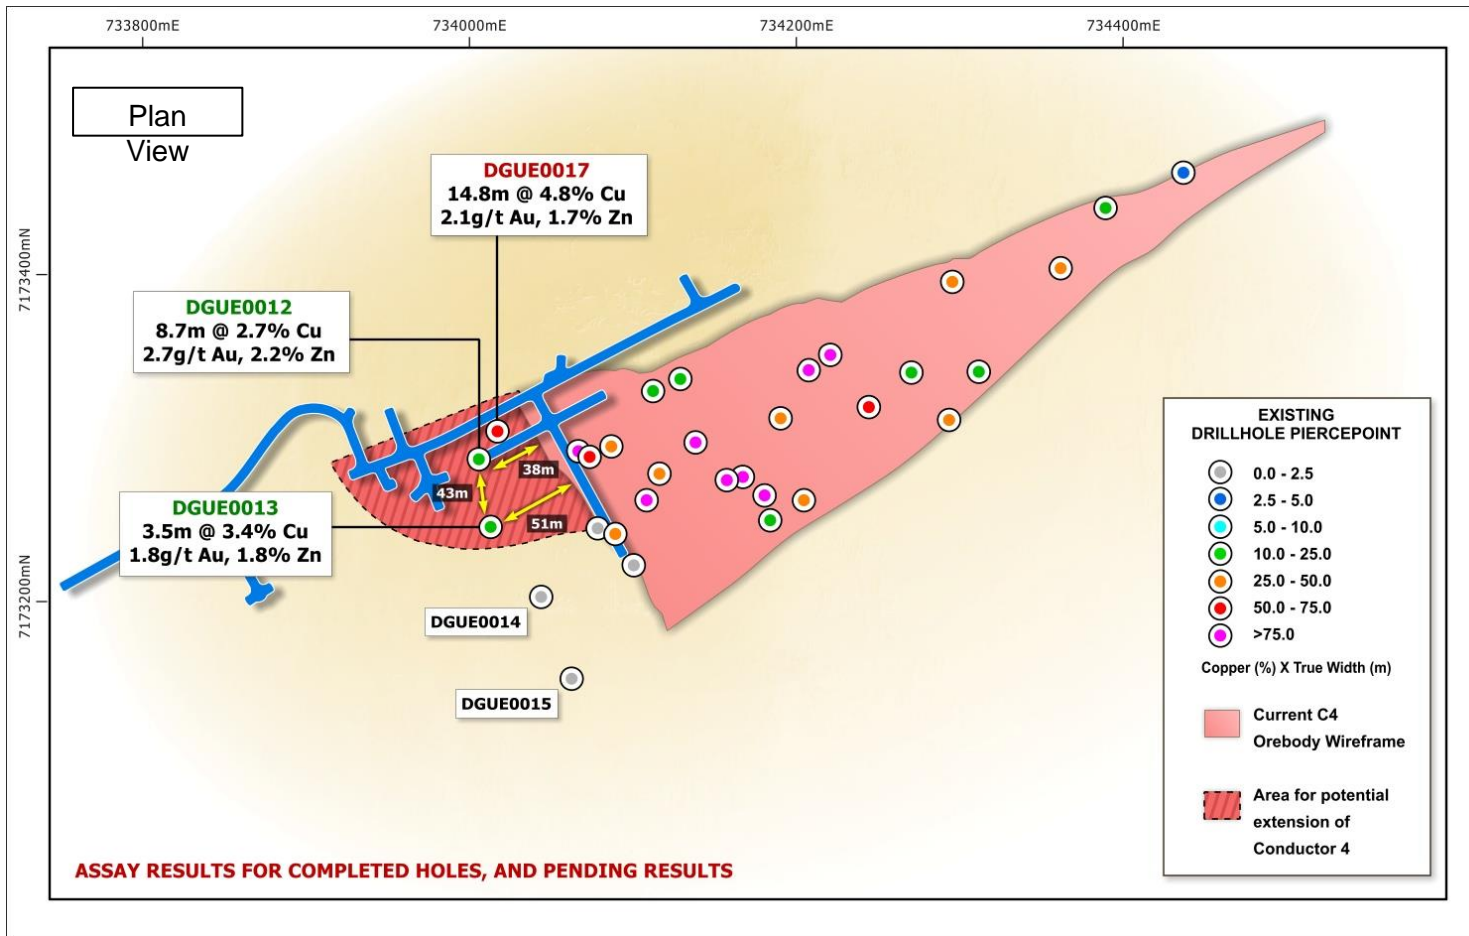 733800mE
734000mE
734200mE
734400mE
Plan
View
DGUE0017
14.8m @ 4.8% Cu
2.1g/t Au, 1.7% Zn
7173400mN
DGUE0012
8.7m @ 2.7% Cu
2.7g/t Au, 2.2% Zn
38m
43m
51m
DGUE0013
3.5m @ 3.4% Cu
1.8g/t Au, 1.8% Zn
7173200mN
DGUE0014
DGUE0015
EXISTING
DRILLHOLE PIERCEPOINT
0.0 - 2.5
2.5 - 5.0
5.0 - 10.0
10.0 - 25.0
25.0 - 50.0
50.0 - 75.0
>75.0
Copper (%) X True Width (m)
Current C4
Orebody Wireframe
Area for potential
extension of
Conductor 4
ASSAY RESULTS FOR COMPLETED HOLES, AND PENDING RESULTS